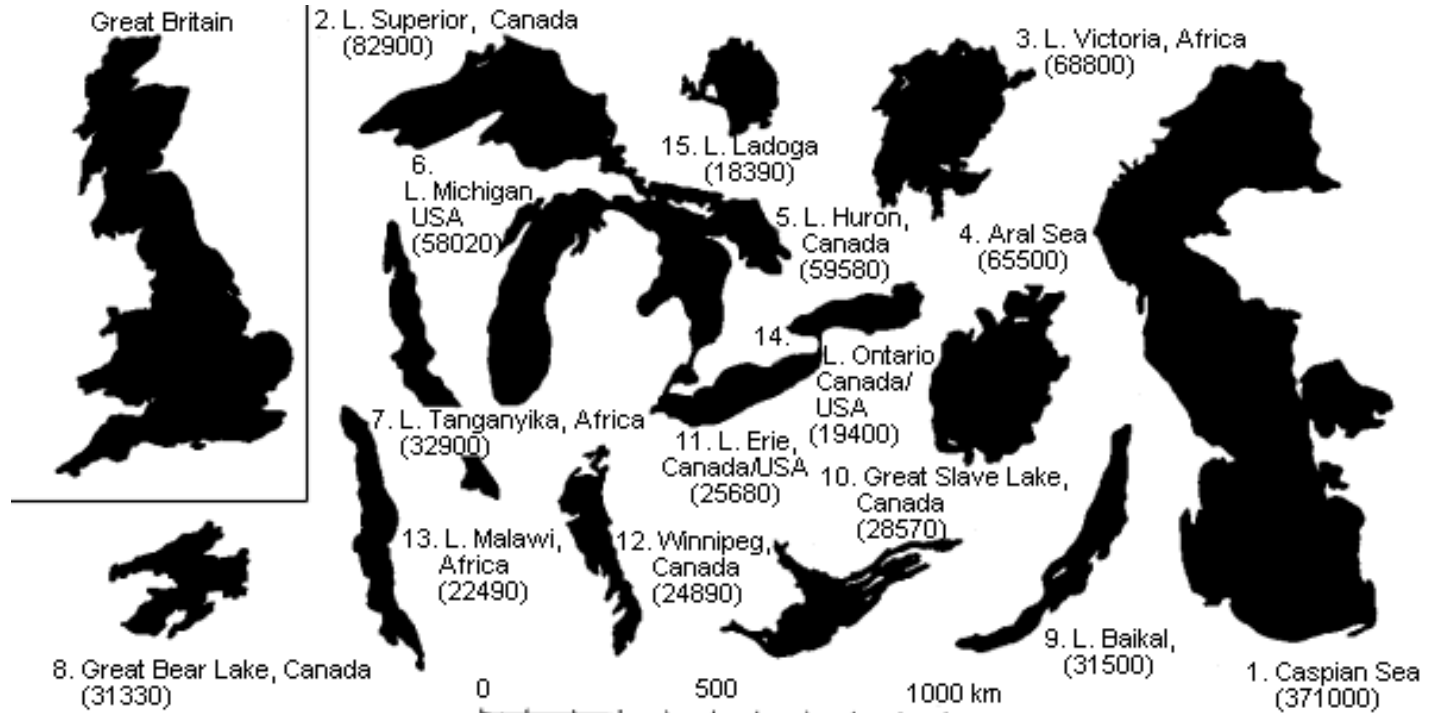 Great Britain
2. L. Superior, Canada
(82900)
3. L. Victoria, Africa
(68800)
15. L. Ladoga
(18390)
6.
L. Michigan,
USA
(58020)
5. L. Huron,
Canada
(59580)
4. Aral Sea
(65500)
14.
L. Ontario
Canada/
USA
(19400)
7. L. Tanganyika, Africa
(32900)
11. L. Erie,
Canada/USA
(25680)
10. Great Slave Lake,
Canada
(28570)
13. L. Malawi,
Africa
(22490)
12. Winnipeg,
Canada
(24890)
9. L. Baikal,
(31500)
8. Great Bear Lake, Canada
(31330)
1. Caspian Sea
(371000)
0 500 1000 km